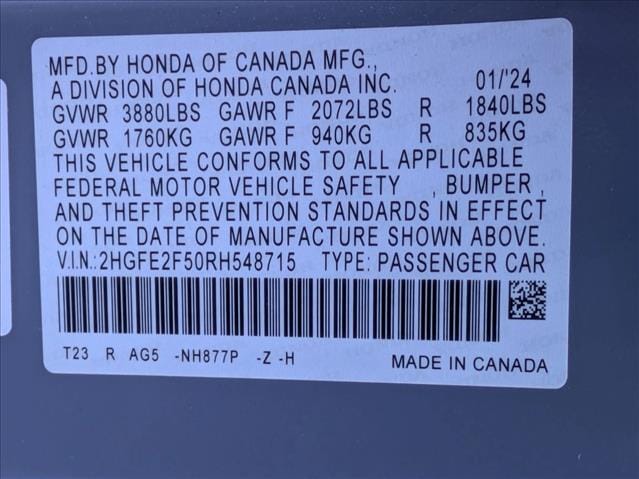 MFD.BY HONDA OF CANADA MFG.,
A DIVISION OF HONDA CANADA INC. 01/'24
GVWR 3880LBS GAWR F 2072LBS R 1840LBS
GVWR 1760KG GAWR F 940KG R 835KG
THIS VEHICLE CONFORMS TO ALL APPLICABLE
FEDERAL MOTOR VEHICLE SAFETY , BUMPER ,
AND THEFT PREVENTION STANDARDS IN EFFECT
ON THE DATE OF MANUFACTURE SHOWN ABOVE.
V.I.N.:2HGFE2F50RH548715 TYPE: PASSENGER CAR
T23 R AG5 -NH877P -Z -H
MADE IN CANADA